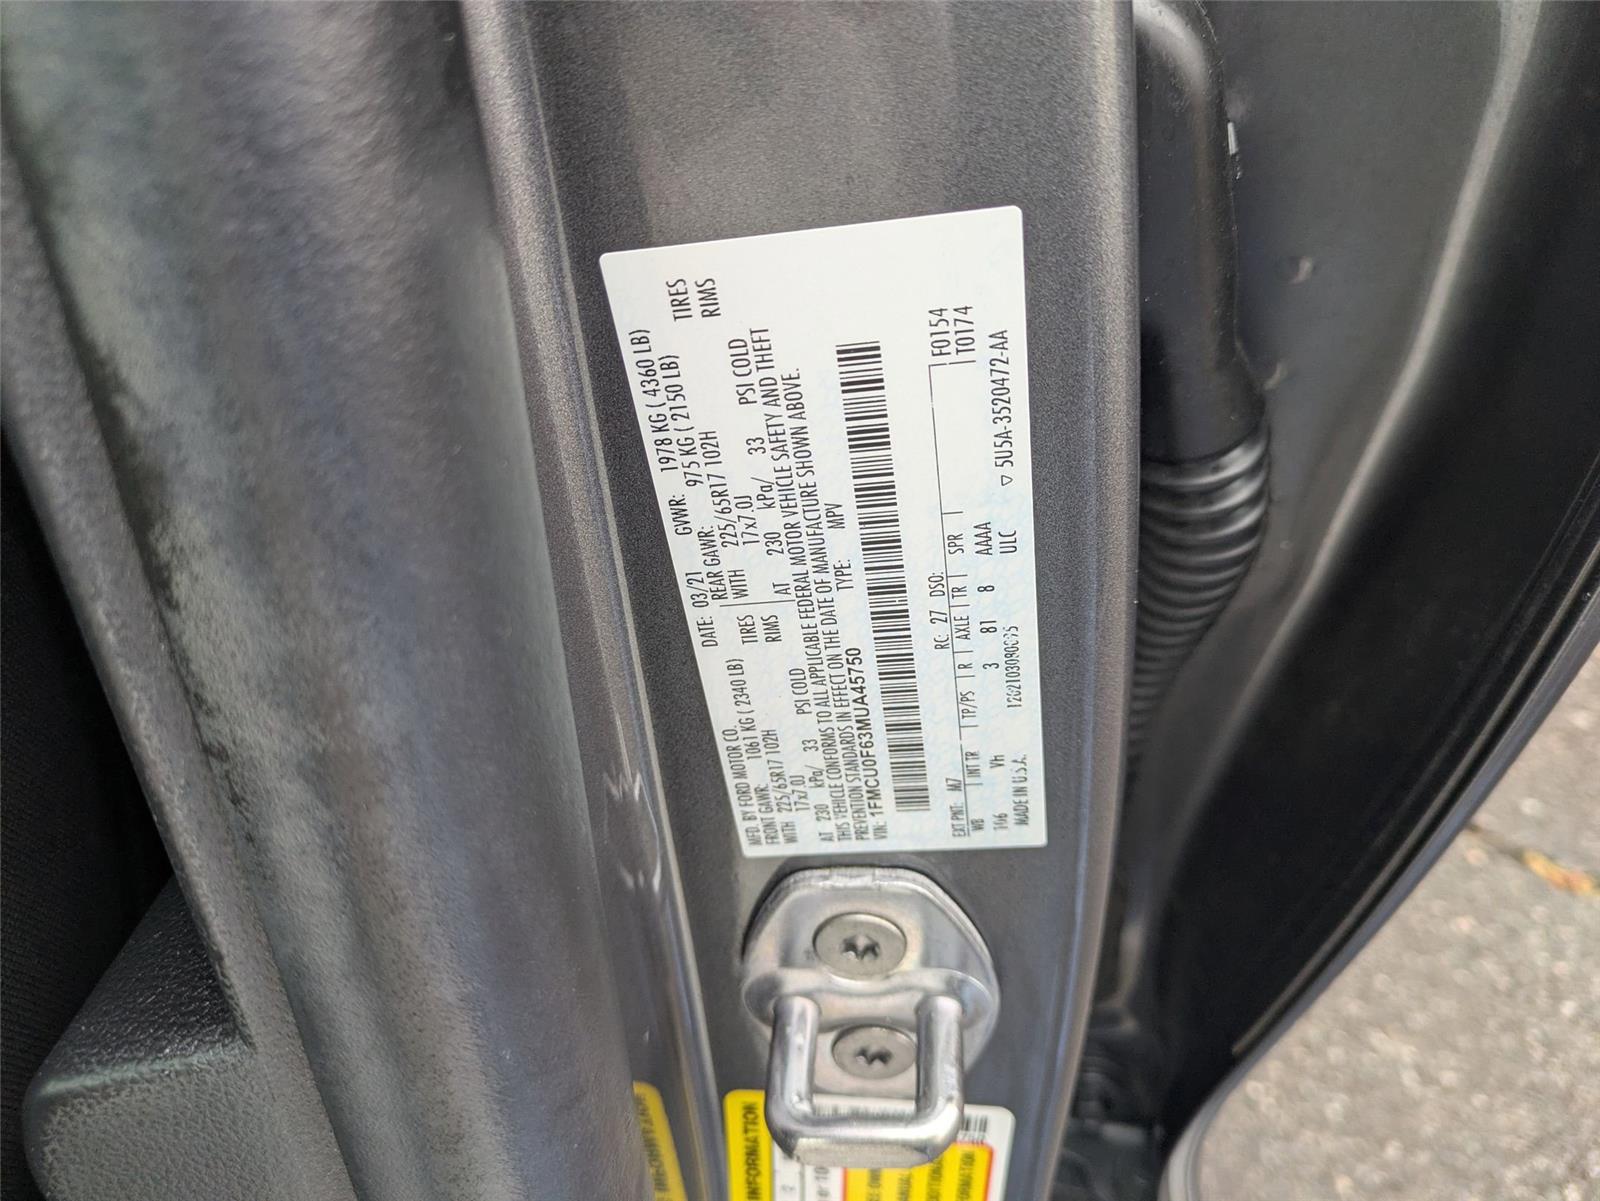 MFD. BY FORD MOTOR CO.
DATE: 03/21 GVWR: 1978 KG ( 4360 LB)
FRONT GAWR: 1061 KG ( 2340 LB) REAR GAWR: 975 KG ( 2150 LB)
WITH 225/65R17 102H TIRES WITH 225/65R17 102H TIRES
17x7.0J RIMS 17x7.0J RIMS
AT 230 kPa/ 33 PSI COLD AT 230 kPa/ 33 PSI COLD
THIS VEHICLE CONFORMS TO ALL APPLICABLE FEDERAL MOTOR VEHICLE SAFETY AND THEFT
PREVENTION STANDARDS IN EFFECT ON THE DATE OF MANUFACTURE SHOWN ABOVE.
VIN: 1FMCU0F63MUA45750 TYPE: MPV
EXT PNT: M7 RC: 27 DSO: F0154
WB INT TR TP/PS R AXLE TR SPR T0174
106 Vh 3 81 8 AAAA
MADE IN U.S.A. ULC ▽ 5U5A-3520472-AA
INFORMATION